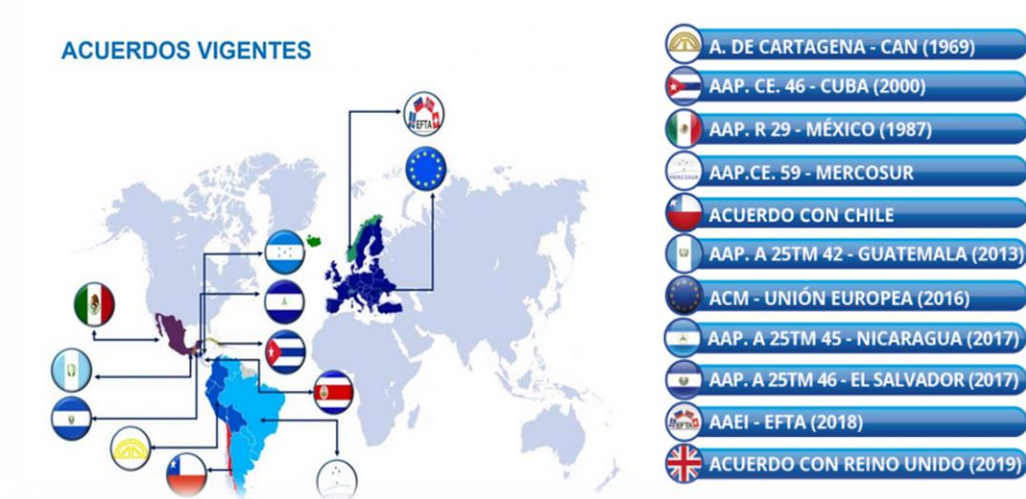 ACUERDOS VIGENTES
EFTA
A. DE CARTAGENA - CAN (1969)
AAP. CE. 46 - CUBA (2000)
AAP. R 29 - MÉXICO (1987)
MERCOSUR
AAP.CE. 59 - MERCOSUR
ACUERDO CON CHILE
AAP. A 25TM 42 - GUATEMALA (2013)
ACM - UNIÓN EUROPEA (2016)
AAP. A 25TM 45 - NICARAGUA (2017)
AAP. A 25TM 46 - EL SALVADOR (2017)
EFTA
AAEI - EFTA (2018)
ACUERDO CON REINO UNIDO (2019)